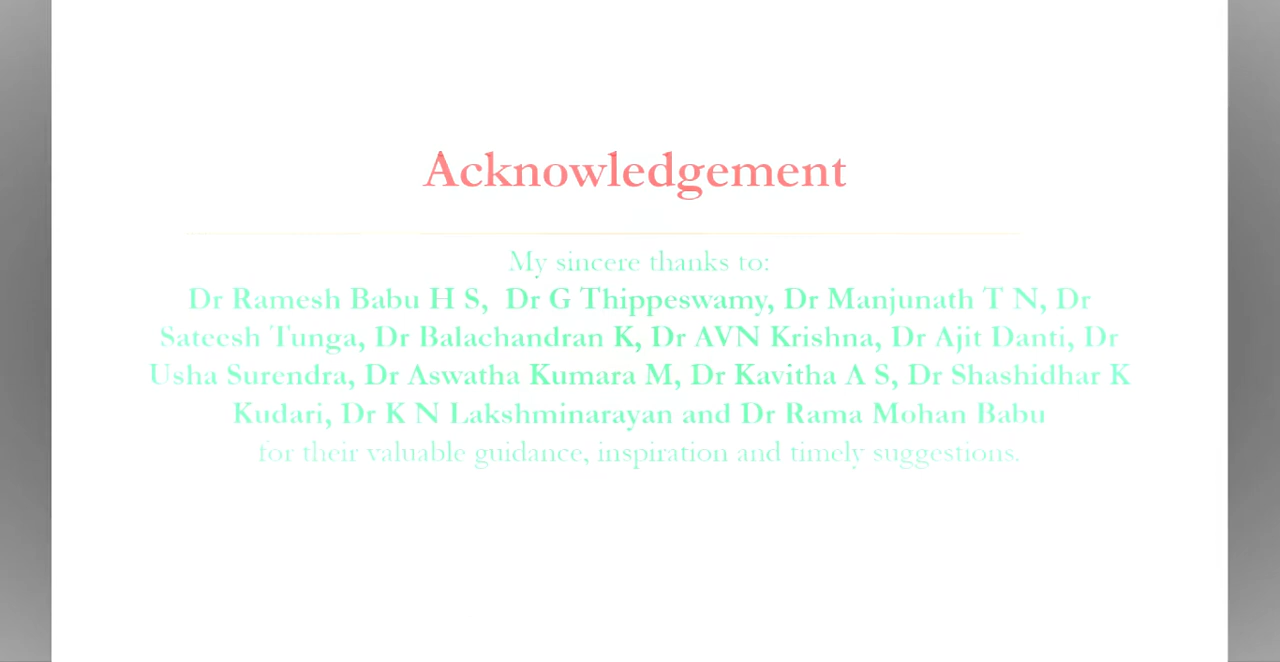 Acknowledgement
My sincere thanks to:
Dr Ramesh Babu H S, Dr G Thippeswamy, Dr Manjunath T N, Dr
Sateesh Tunga, Dr Balachandran K, Dr AVN Krishna, Dr Ajit Danti, Dr
Usha Surendra, Dr Aswatha Kumara M, Dr Kavitha A S, Dr Shashidhar K
Kudari, Dr K N Lakshminarayan and Dr Rama Mohan Babu
for their valuable guidance, inspiration and timely suggestions.